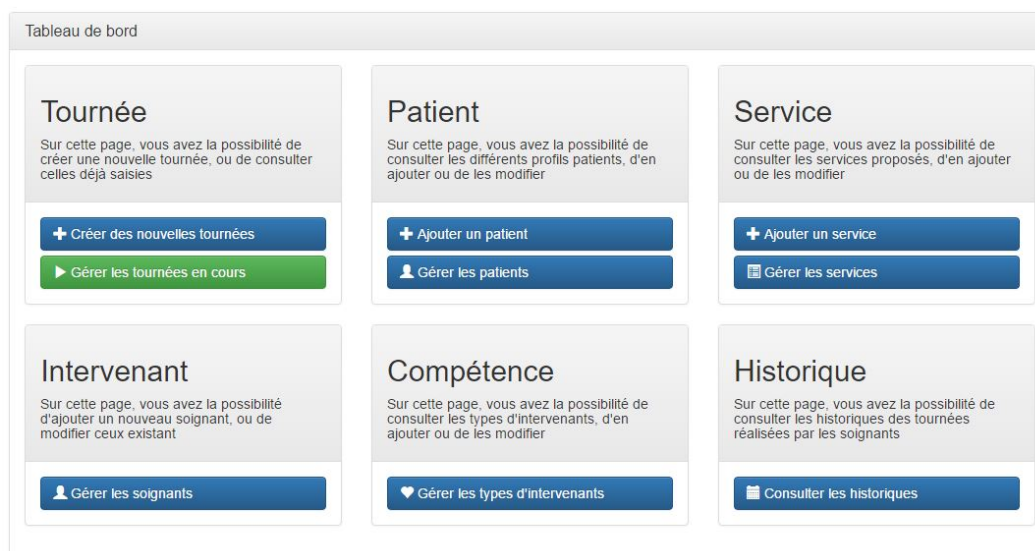 Tableau de bord
Tournée
Sur cette page, vous avez la possibilité de
créer une nouvelle tournée, ou de consulter
celles déjà saisies
Créer des nouvelles tournées
Gérer les tournées en cours
Patient
Sur cette page, vous avez la possibilité de
consulter les différents profils patients, d'en
ajouter ou de les modifier
Ajouter un patient
Gérer les patients
Service
Sur cette page, vous avez la possibilité de
consulter les services proposés, d'en ajouter
ou de les modifier
Ajouter un service
Gérer les services
Intervenant
Sur cette page, vous avez la possibilité
d'ajouter un nouveau soignant, ou de
modifier ceux existant
Gérer les soignants
Compétence
Sur cette page, vous avez la possibilité de
consulter les types d'intervenants, d'en
ajouter ou de les modifier
Gérer les types d'intervenants
Historique
Sur cette page, vous avez la possibilité de
consulter les historiques des tournées
réalisées par les soignants
Consulter les historiques